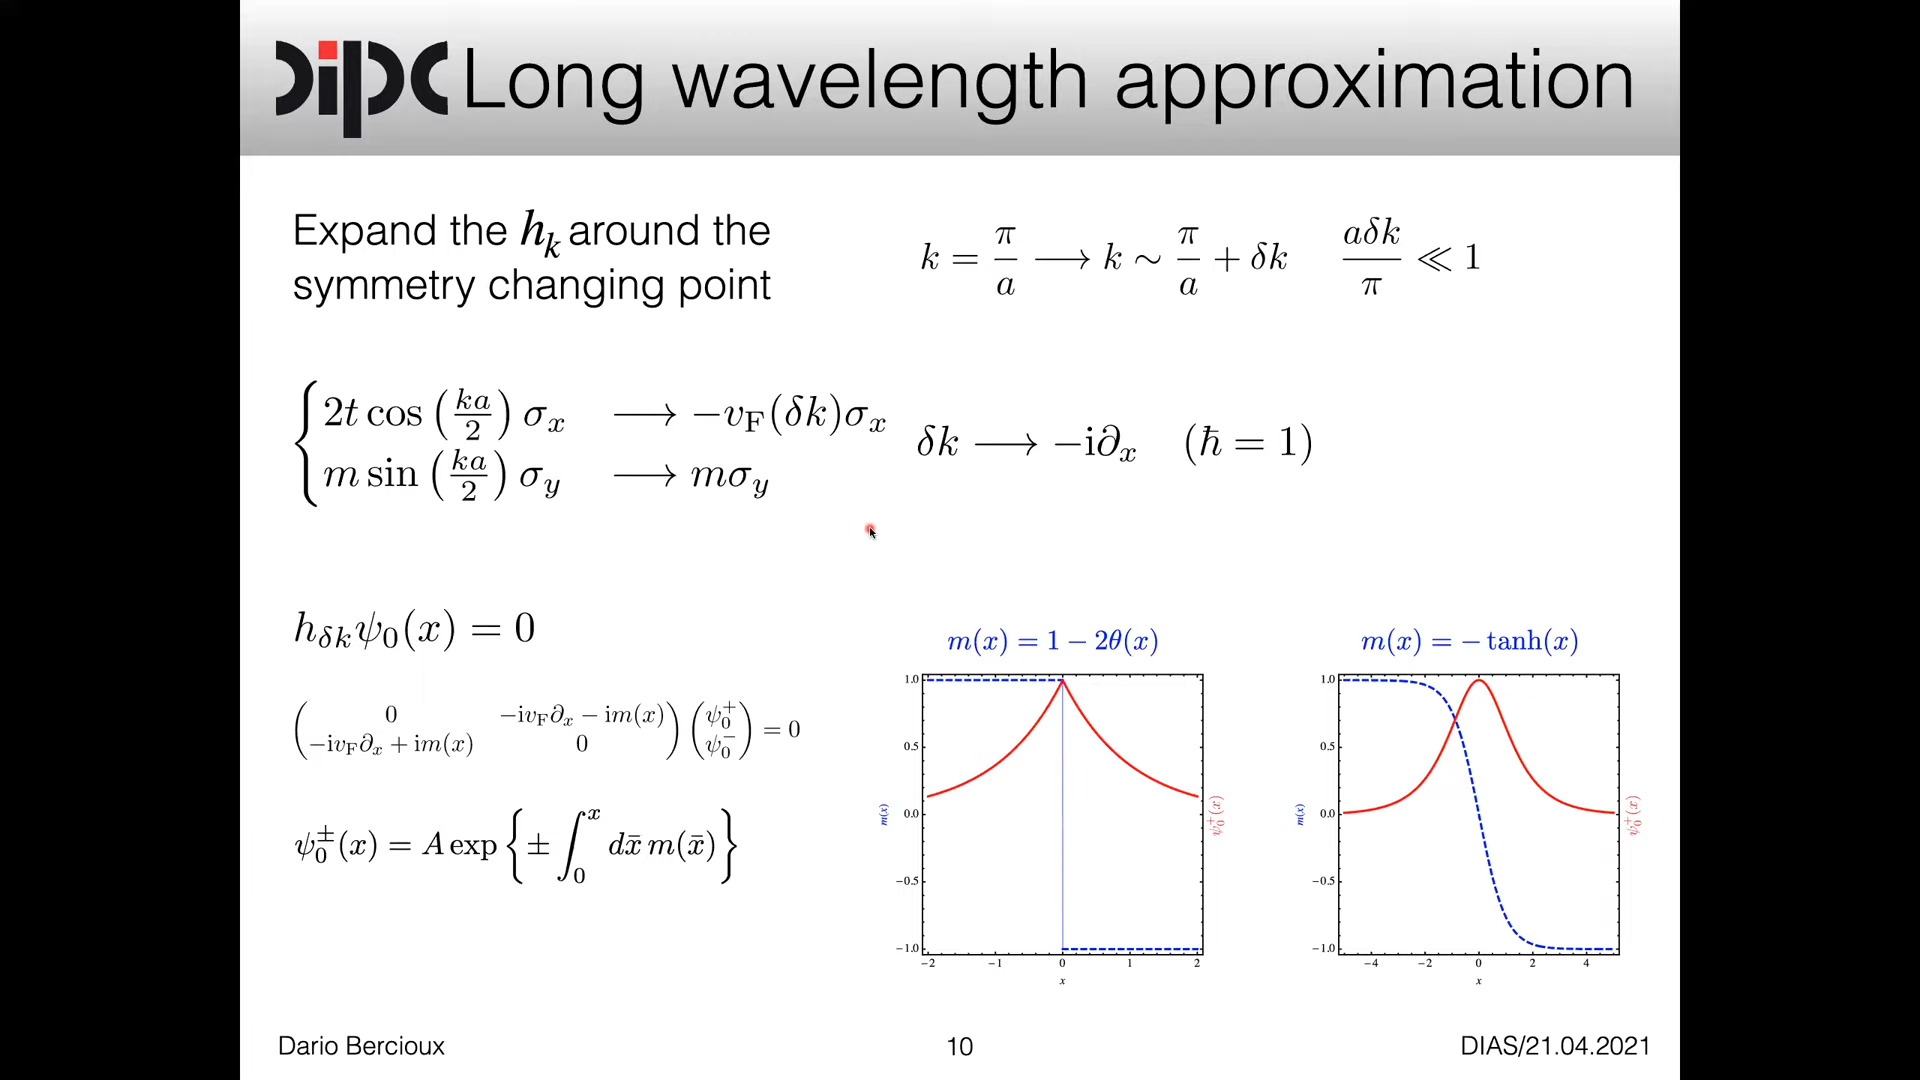 dipc Long wavelength approximation
Expand the h_k around the
symmetry changing point
k = π/a ⟶ k ∼ π/a + δk    aδk/π ≪ 1
2t cos (ka/2) σ_x ⟶ −v_F(δk)σ_x
m sin (ka/2) σ_y ⟶ mσ_y
δk ⟶ −i∂_x    (ħ = 1)
h_δk ψ_0(x) = 0
( 0    −iv_F∂_x − im(x) ) ( ψ_0^+ ) = 0
( −iv_F∂_x + im(x)    0 ) ( ψ_0^− )
ψ_0^±(x) = A exp { ± ∫_0^x dx̄ m(x̄) }
m(x) = 1 − 2θ(x)
1.0
0.5
0.0
−0.5
−1.0
−2 −1 0 1 2
x
m(x)
ψ_0^+(x)
m(x) = − tanh(x)
1.0
0.5
0.0
−0.5
−1.0
−4 −2 0 2 4
x
m(x)
ψ_0^+(x)
Dario Bercioux
10
DIAS/21.04.2021